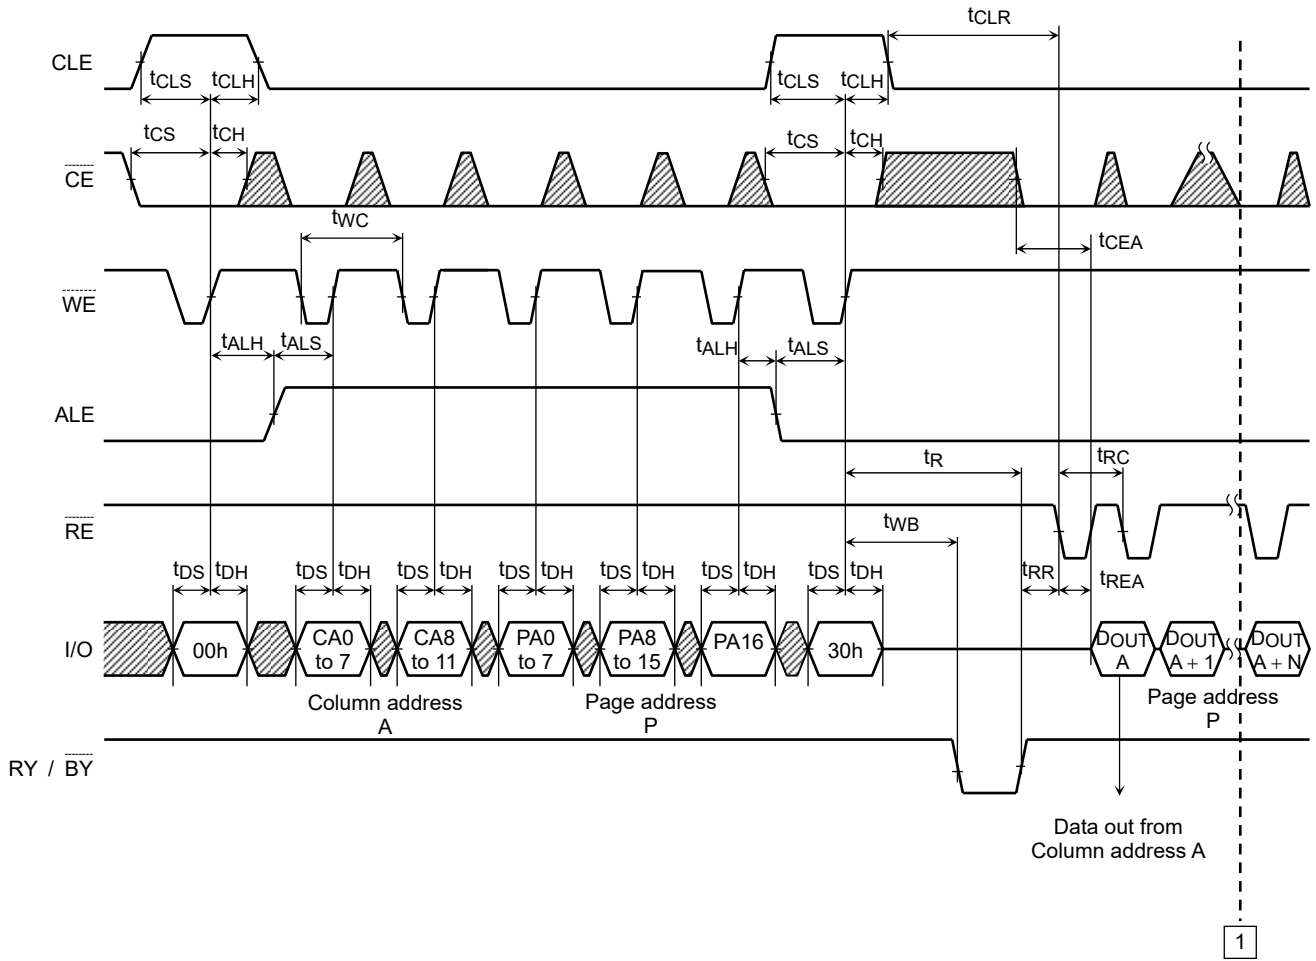 tCLR
CLE
tCLS tCLH tCLS tCLH
tCS tCH tCS tCH
CE
tWC tCEA
WE
tALH tALS tALH tALS
ALE
tR tRC
RE
tWB
tDS tDH tDS tDH tDS tDH tDS tDH tDS tDH tDS tDH tDS tDH tRR tREA
I/O 00h CA0 to 7 CA8 to 11 PA0 to 7 PA8 to 15 PA16 30h DOUT A DOUT A + 1 DOUT A + N
Column address A
Page address P
Page address P
RY / BY
Data out from
Column address A
1